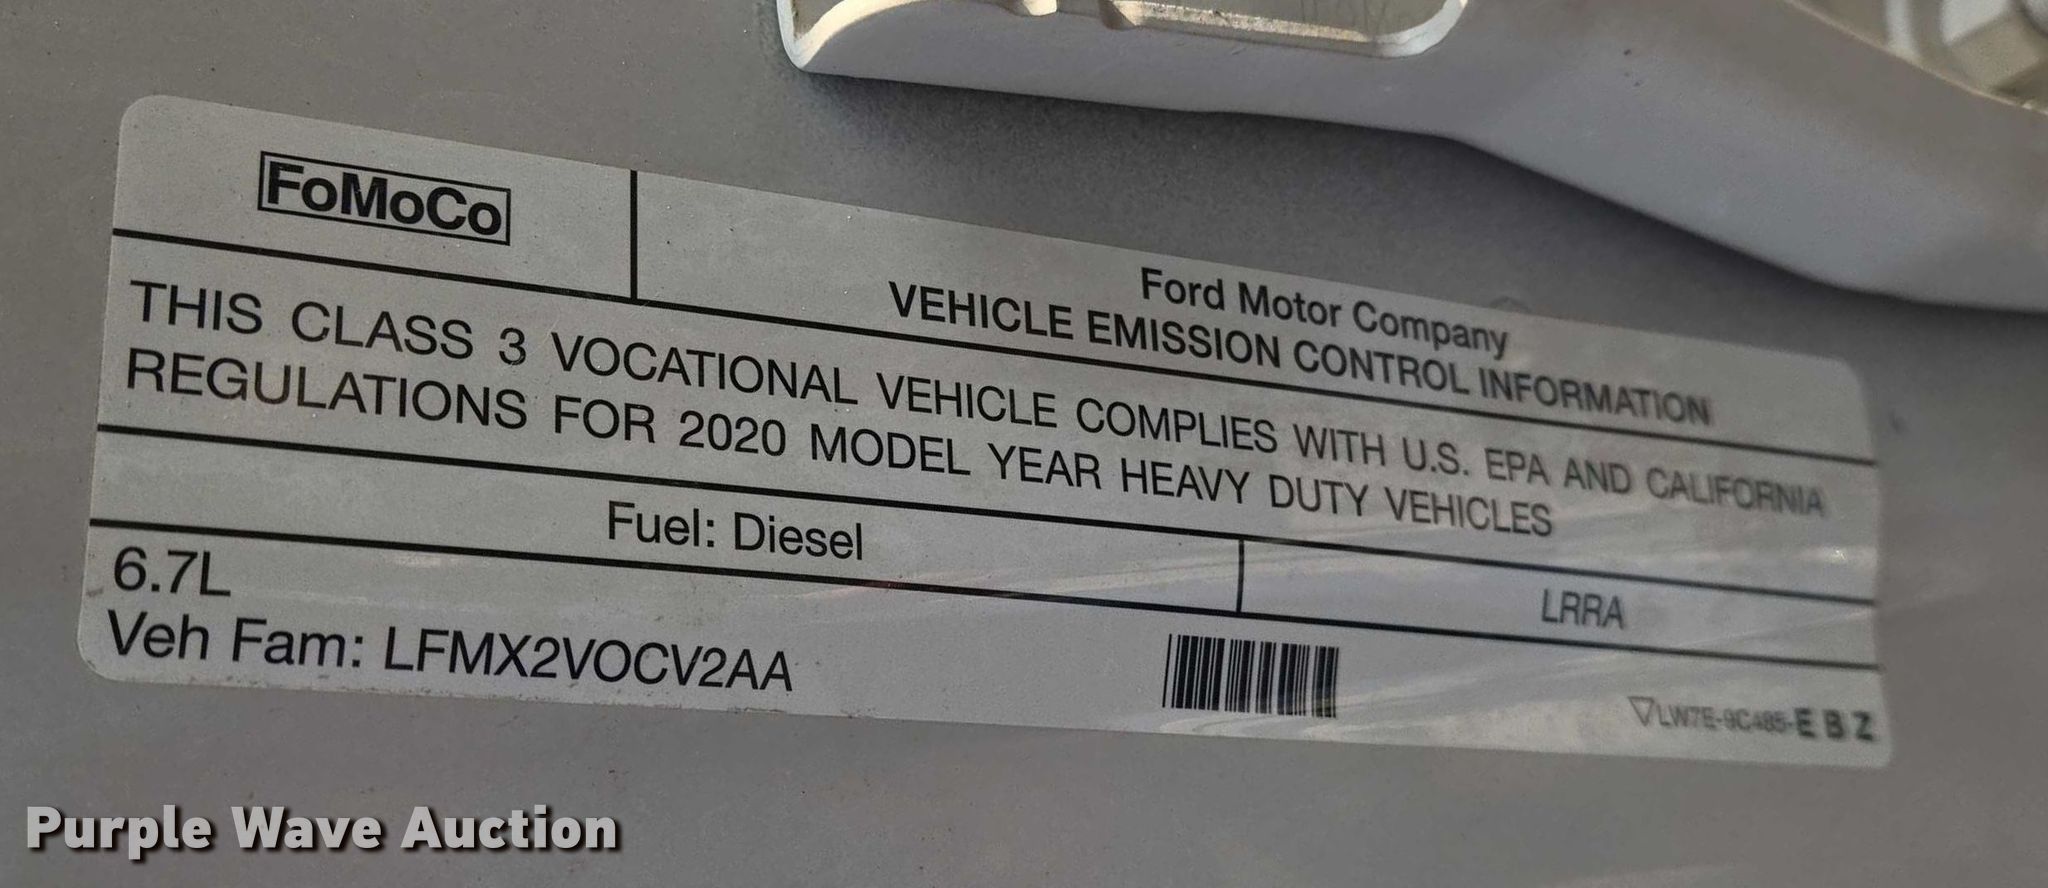 FoMoCo
Ford Motor Company
VEHICLE EMISSION CONTROL INFORMATION
THIS CLASS 3 VOCATIONAL VEHICLE COMPLIES WITH U.S. EPA AND CALIFORNIA
REGULATIONS FOR 2020 MODEL YEAR HEAVY DUTY VEHICLES
Fuel: Diesel
LRRA
6.7L
Veh Fam: LFMX2VOCV2AA
LW7E-9C485-E B Z
Purple Wave Auction